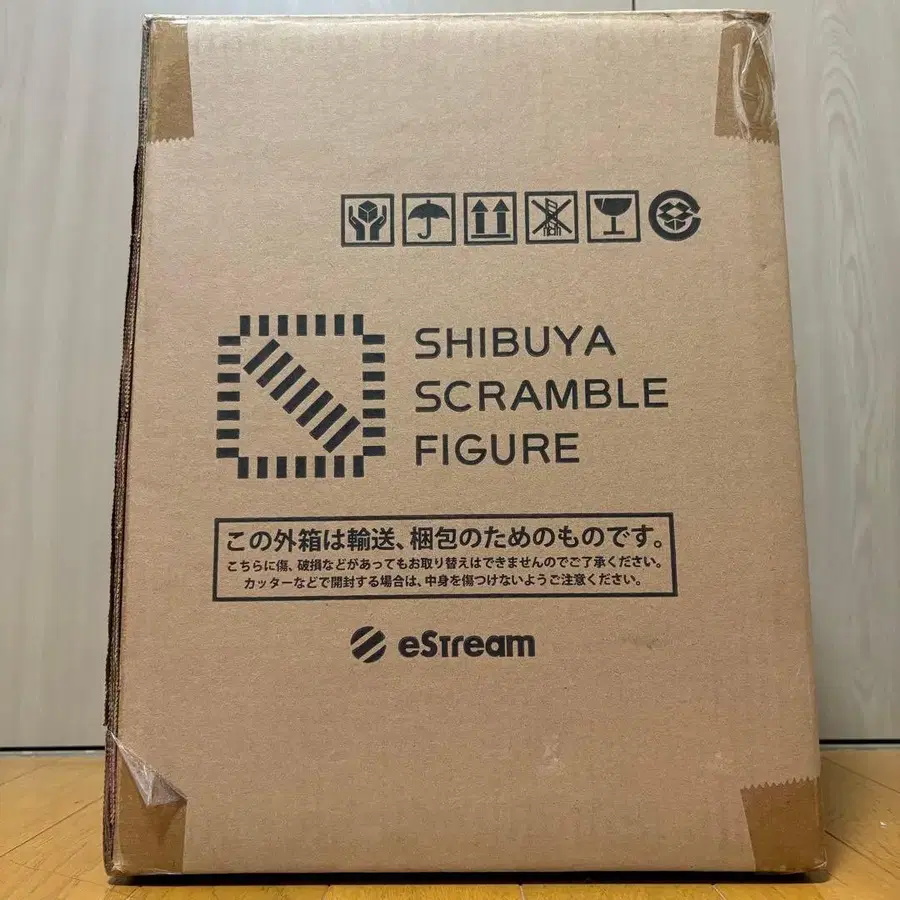 SHIBUYA
SCRAMBLE
FIGURE
この外箱は輸送、梱包のためのものです。
こちらに傷、破損などがあってもお取り替えはできませんのでご了承ください。
カッターなどで開封する場合は、中身を傷つけないようご注意ください。
eStream